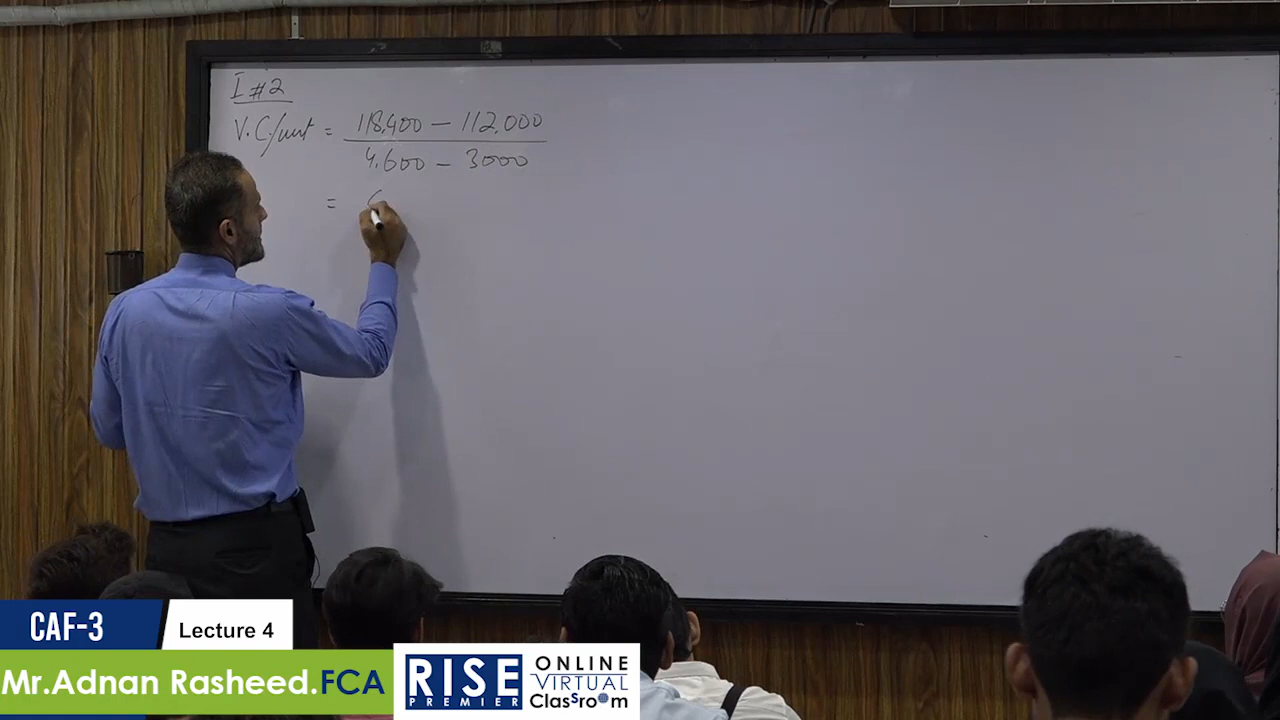 I #2
V.C/unit = 118,400 – 112,000
4,600 – 3000
= 6
CAF-3
Lecture 4
Mr.Adnan Rasheed.FCA
RISE
PREMIER
ONLINE
VIRTUAL
ClasSroom